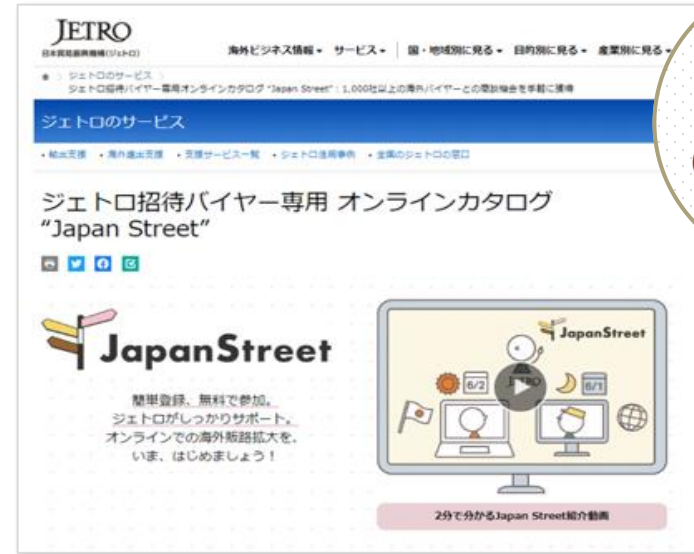 JETRO
日本貿易振興機構(ジェトロ)
海外ビジネス情報 サービス 国・地域別に見る 目的別に見る 産業別に見る
ジェトロのサービス
ジェトロ招待バイヤー専用オンラインカタログ "Japan Street"：1,000社以上の海外バイヤーとの商談機会を手軽に獲得
ジェトロのサービス
・輸出支援 ・海外進出支援 ・支援サービス一覧 ・ジェトロ活用事例 ・全国のジェトロの窓口
ジェトロ招待バイヤー専用 オンラインカタログ
“Japan Street”
JapanStreet
簡単登録、無料で参加。
ジェトロがしっかりサポート。
オンラインでの海外販路拡大を、
いま、はじめましょう！
JapanStreet
6/2 JETRO 6/1
2分で分かるJapan Street紹介動画